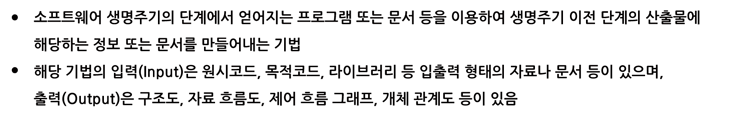 • 소프트웨어 생명주기의 단계에서 얻어지는 프로그램 또는 문서 등을 이용하여 생명주기 이전 단계의 산출물에
해당하는 정보 또는 문서를 만들어내는 기법
• 해당 기법의 입력(Input)은 원시코드, 목적코드, 라이브러리 등 입출력 형태의 자료나 문서 등이 있으며,
출력(Output)은 구조도, 자료 흐름도, 제어 흐름 그래프, 개체 관계도 등이 있음